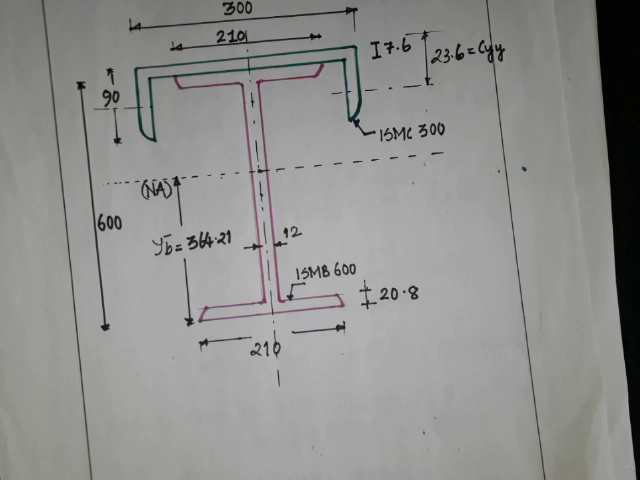 300
210
I 7.6
23.6 = Cyy
90
ISMC 300
(NA)
600
yb = 364.21
12
ISMB 600
20.8
210